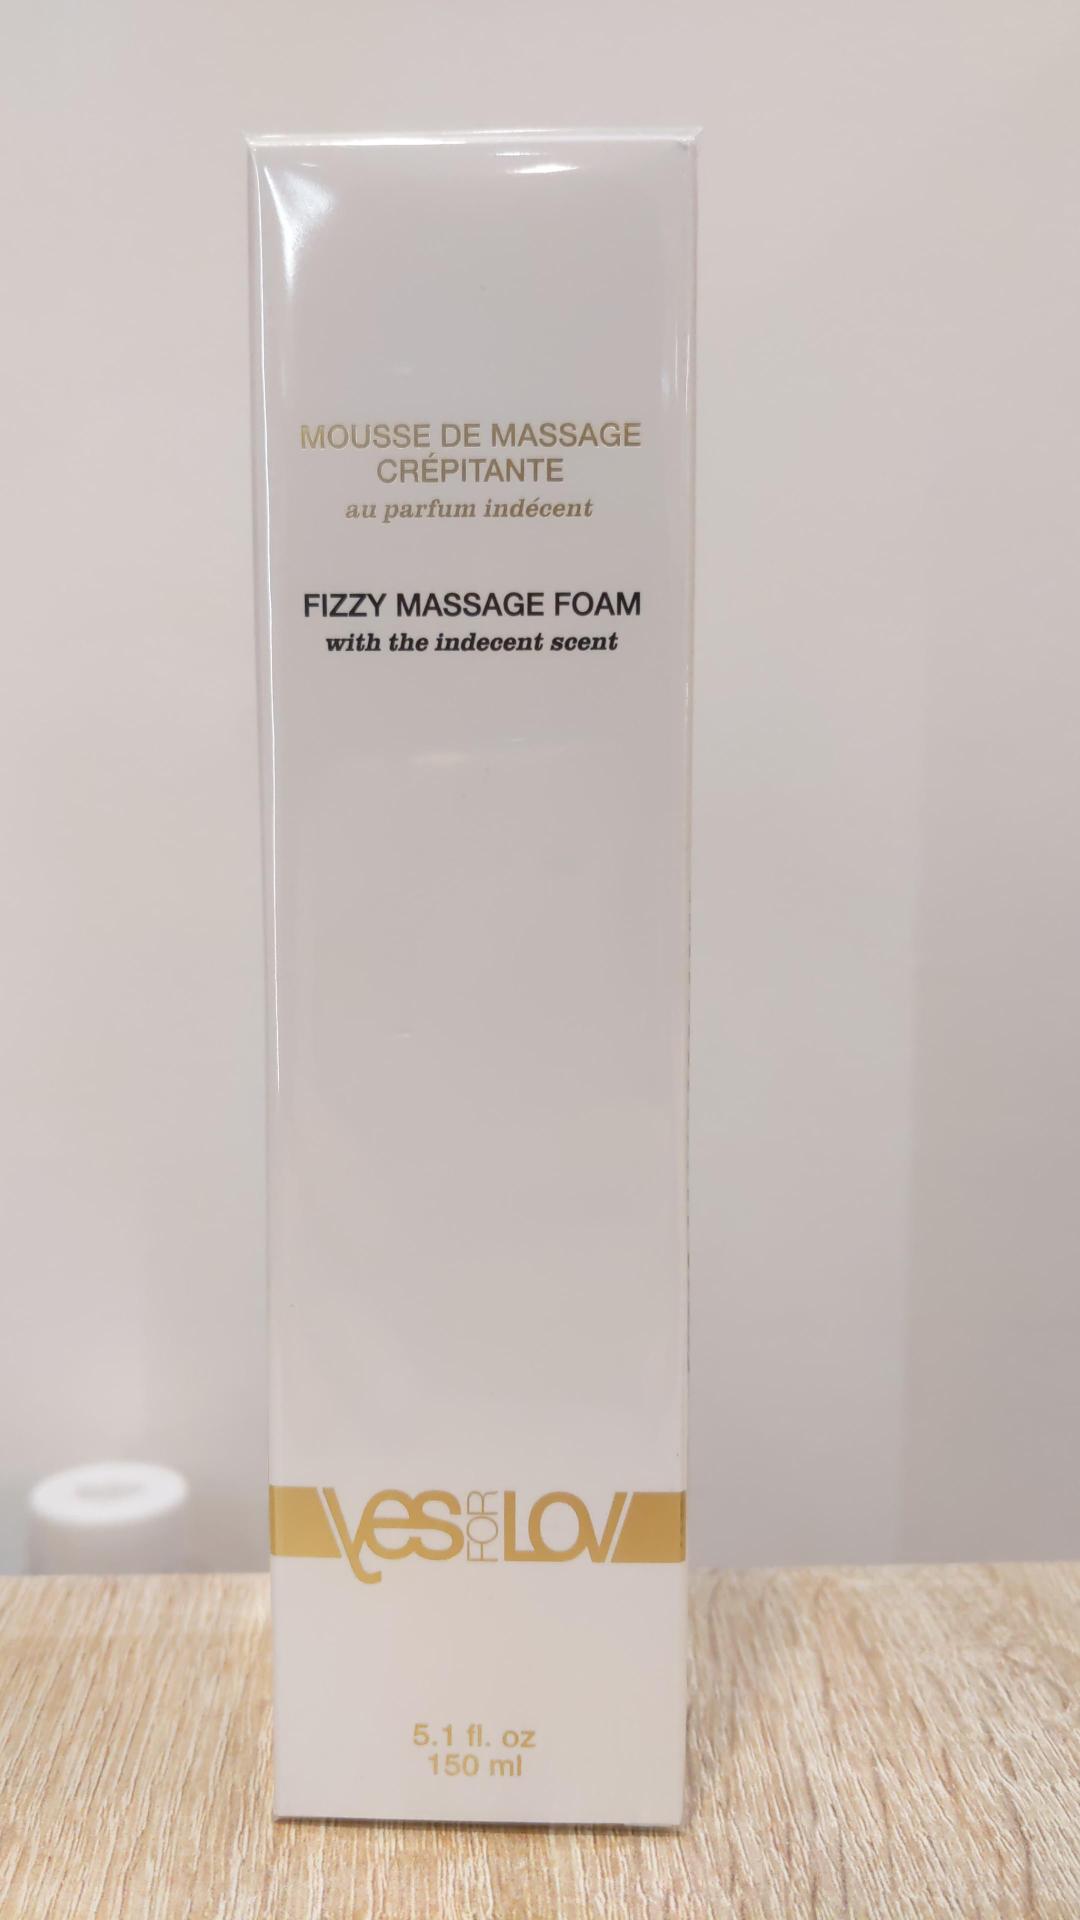 MOUSSE DE MASSAGE
CRÉPITANTE
au parfum indécent
FIZZY MASSAGE FOAM
with the indecent scent
yes FOR LOV
5.1 fl. oz
150 ml